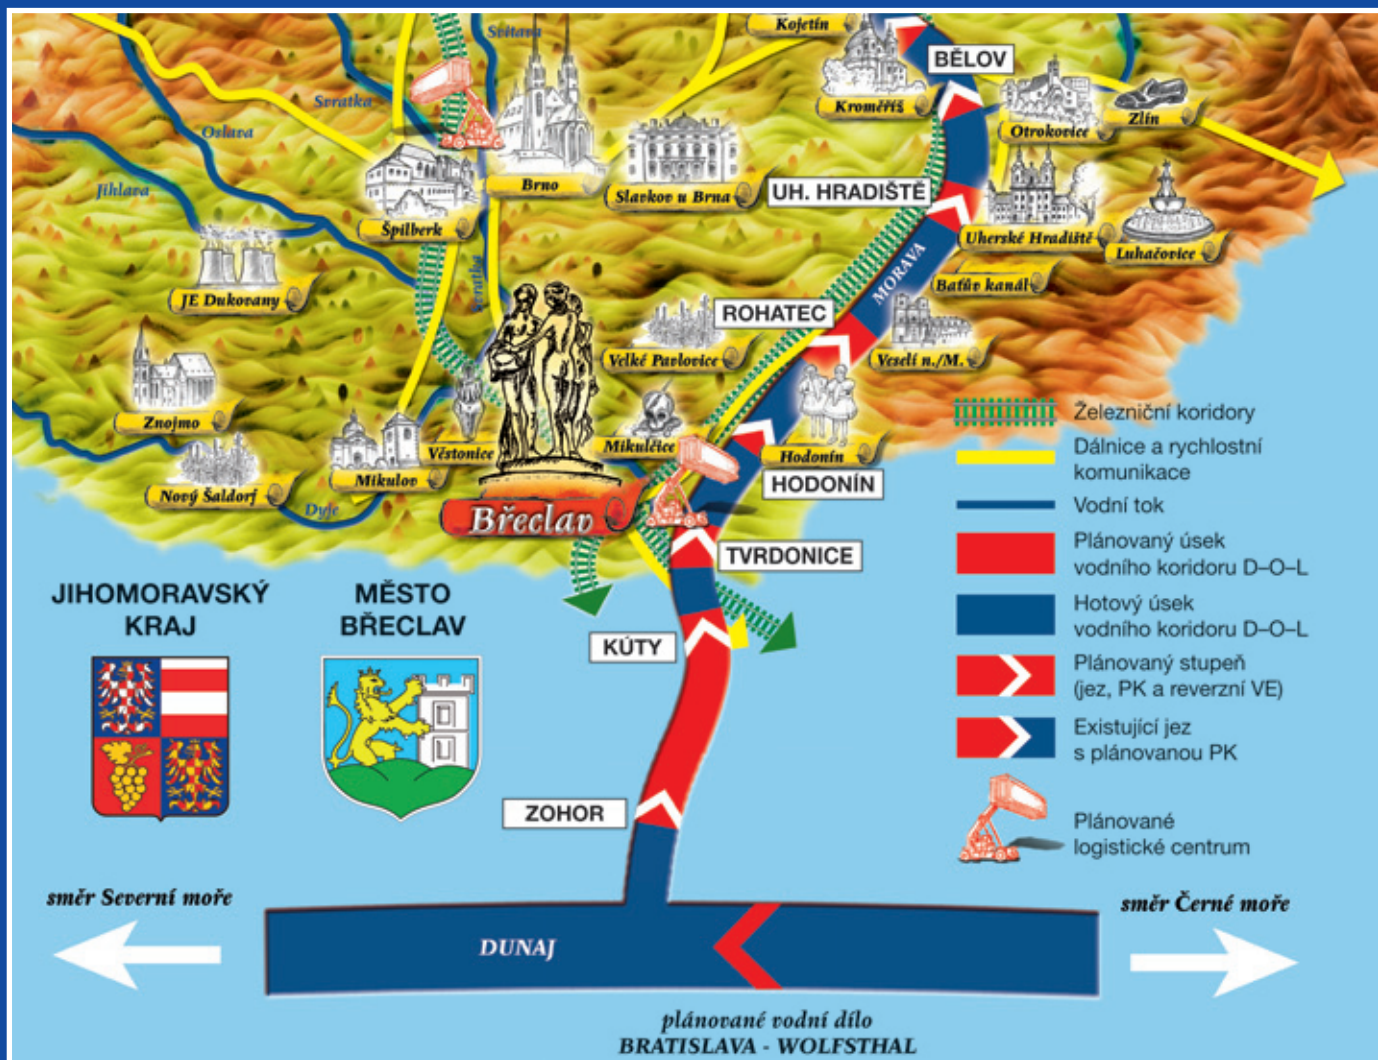 Kojetín
Svitava
BĚLOV
Kroměříž
Otrokovice
Zlín
Svratka
Oslava
Jihlava
Brno
Slavkov u Brna
UH. HRADIŠTĚ
Špilberk
Uherské Hradiště
Luhačovice
JE Dukovany
Svratka
MORAVA
Baťův kanál
ROHATEC
Velké Pavlovice
Veselí n./M.
Znojmo
Věstonice
Mikulčice
Hodonín
Mikulov
Nový Šaldorf
Dyje
HODONÍN
Břeclav
TVRDONICE
KÚTY
ZOHOR
JIHOMORAVSKÝ
KRAJ
MĚSTO
BŘECLAV
Železniční koridory
Dálnice a rychlostní
komunikace
Vodní tok
Plánovaný úsek
vodního koridoru D–O–L
Hotový úsek
vodního koridoru D–O–L
Plánovaný stupeň
(jez, PK a reverzní VE)
Existující jez
s plánovanou PK
Plánované
logistické centrum
směr Severní moře
směr Černé moře
DUNAJ
plánované vodní dílo
BRATISLAVA - WOLFSTHAL